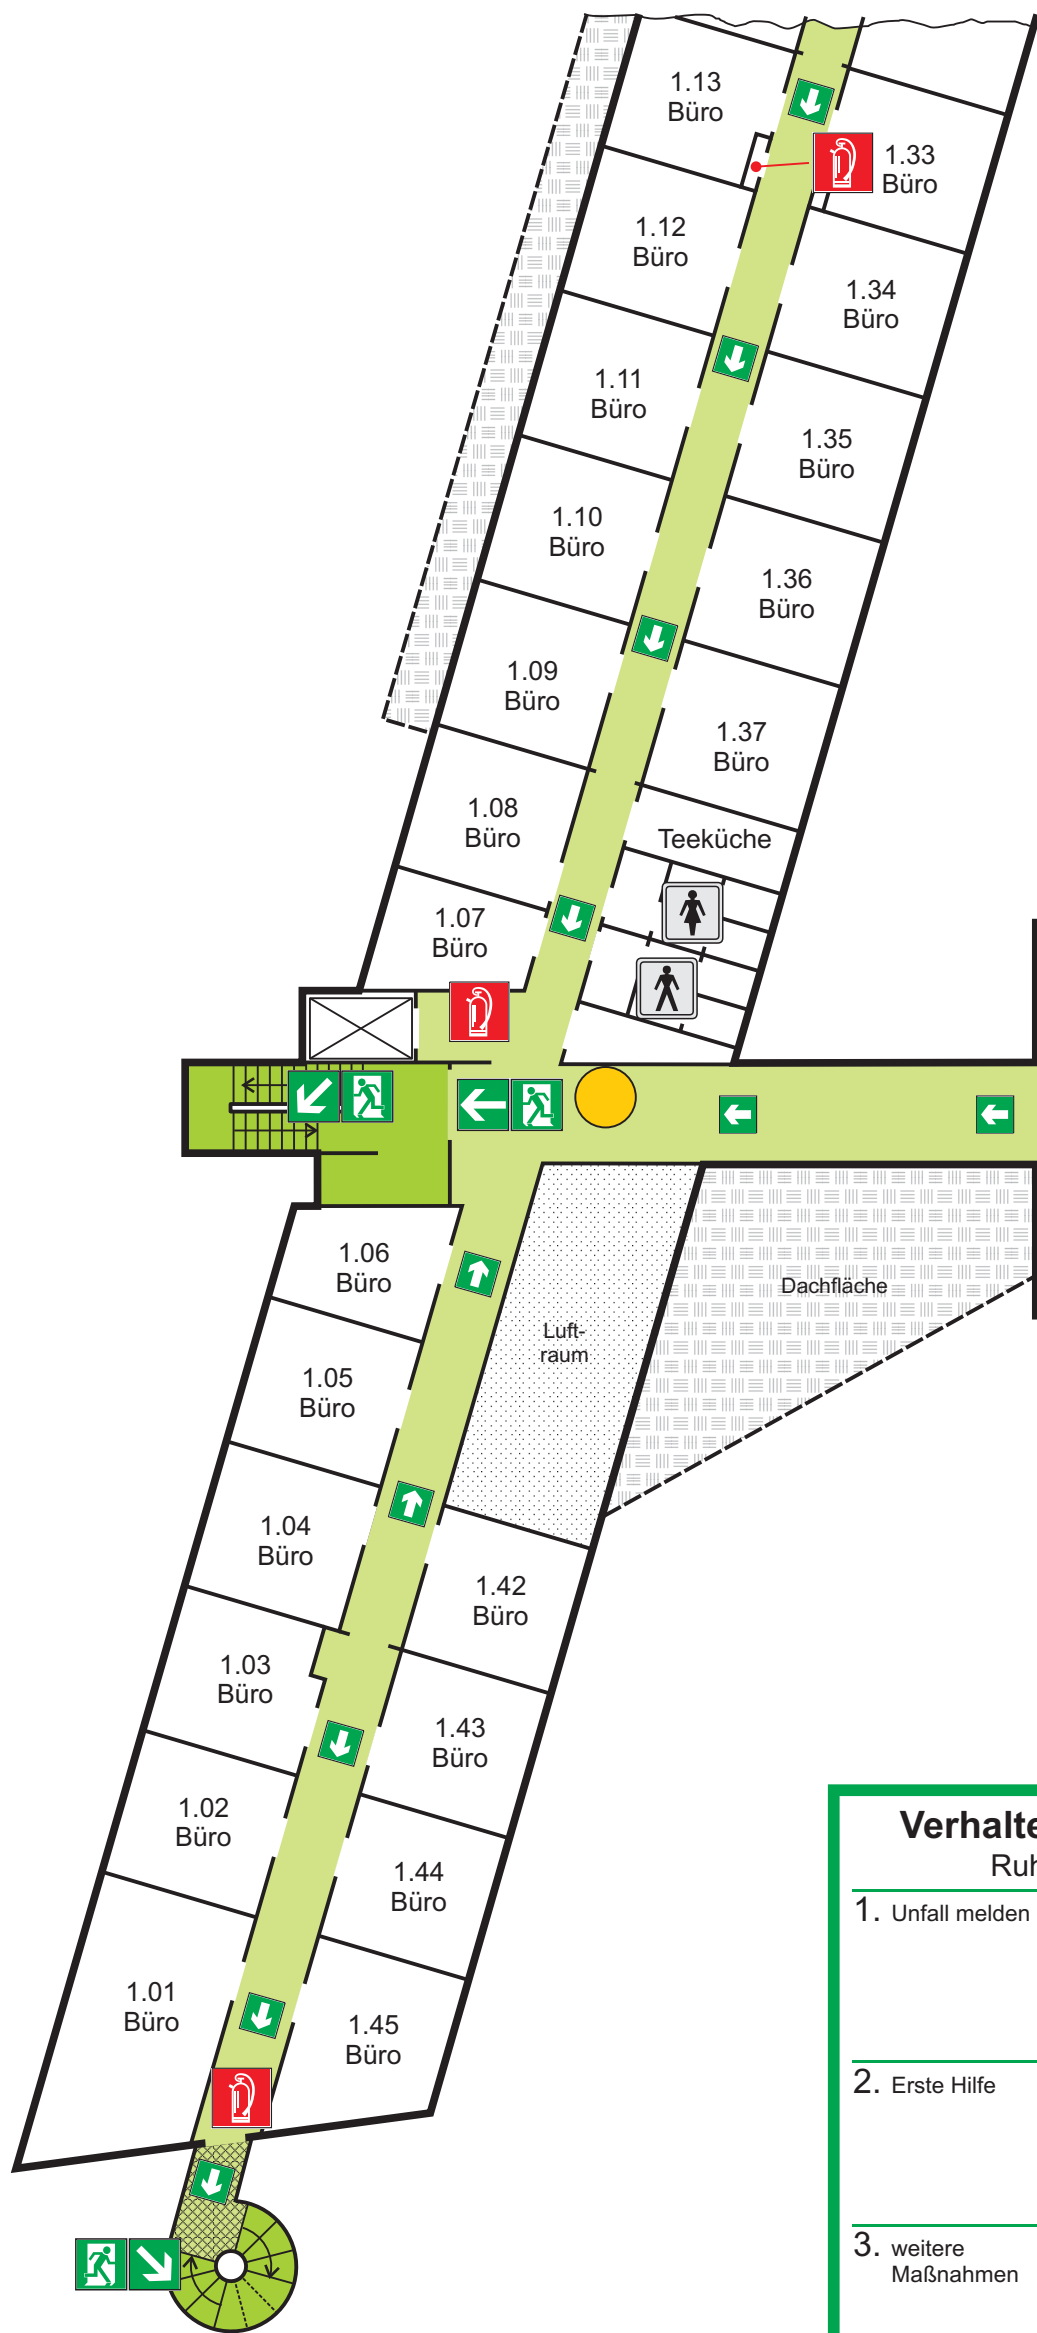 1.13
Büro
1.33
Büro
1.12
Büro
1.34
Büro
1.11
Büro
1.35
Büro
1.10
Büro
1.36
Büro
1.09
Büro
1.37
Büro
1.08
Büro
Teeküche
1.07
Büro
1.06
Büro
Dachfläche
Luft-
raum
1.05
Büro
1.04
Büro
1.42
Büro
1.03
Büro
1.43
Büro
1.02
Büro
1.44
Büro
1.01
Büro
1.45
Büro
Verhalte
Ruh
1. Unfall melden
2. Erste Hilfe
3. weitere
Maßnahmen